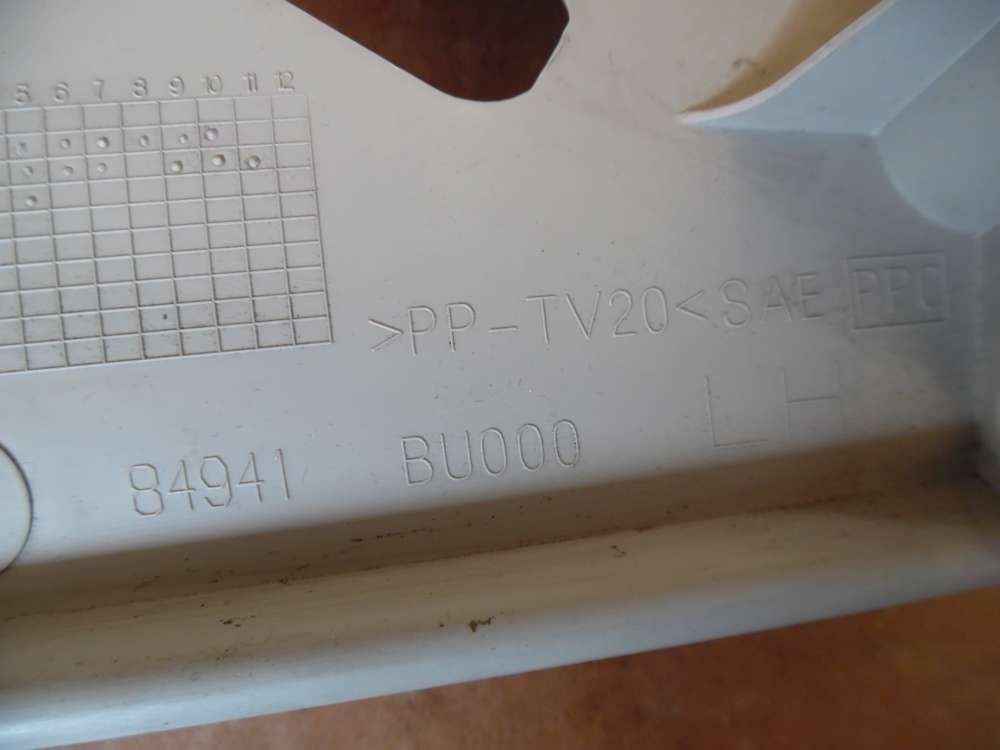 5 6 7 8 9 10 11 12
>PP-TV20< SAE PPC
84941 BU000 LH